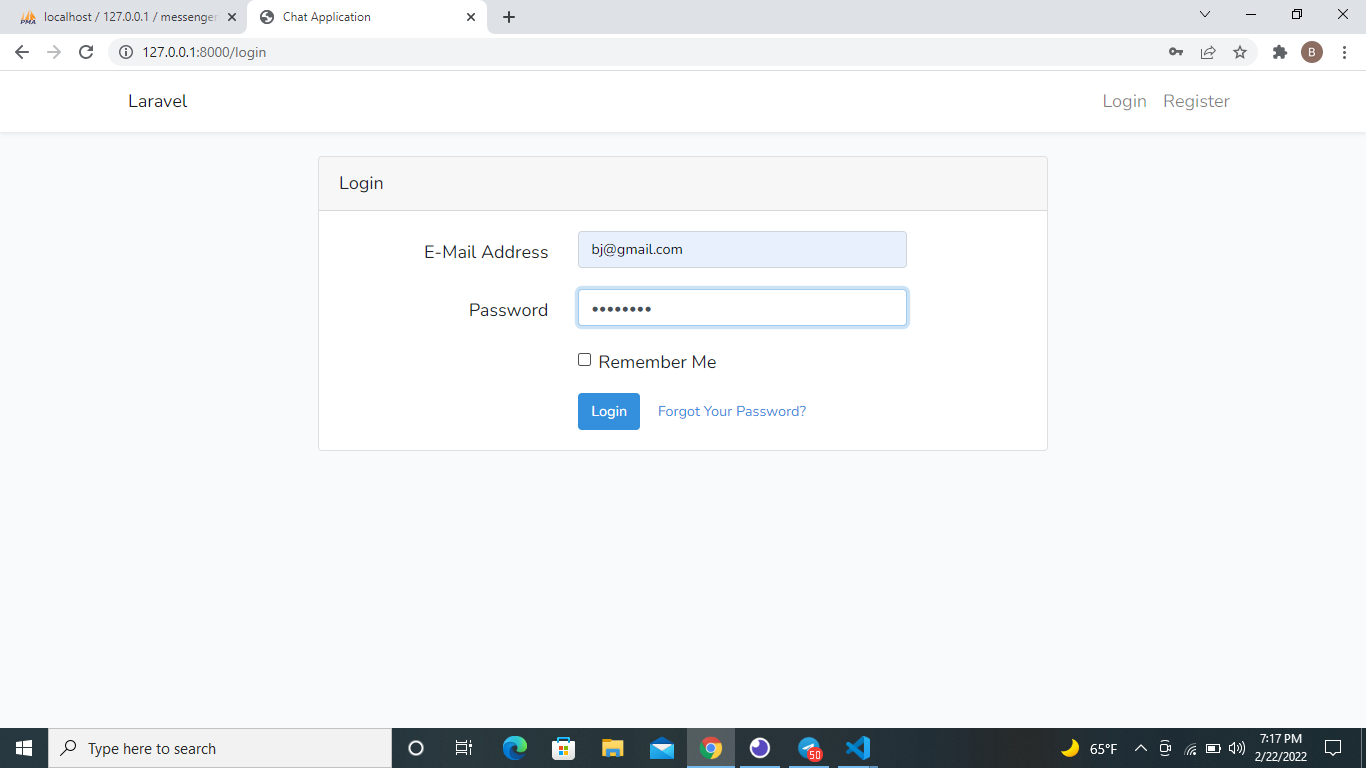 localhost / 127.0.0.1 / messenger
Chat Application
127.0.0.1:8000/login
B
Laravel
Login Register
Login
E-Mail Address bj@gmail.com
Password ••••••••
Remember Me
Login Forgot Your Password?
Type here to search
50
65°F
7:17 PM
2/22/2022